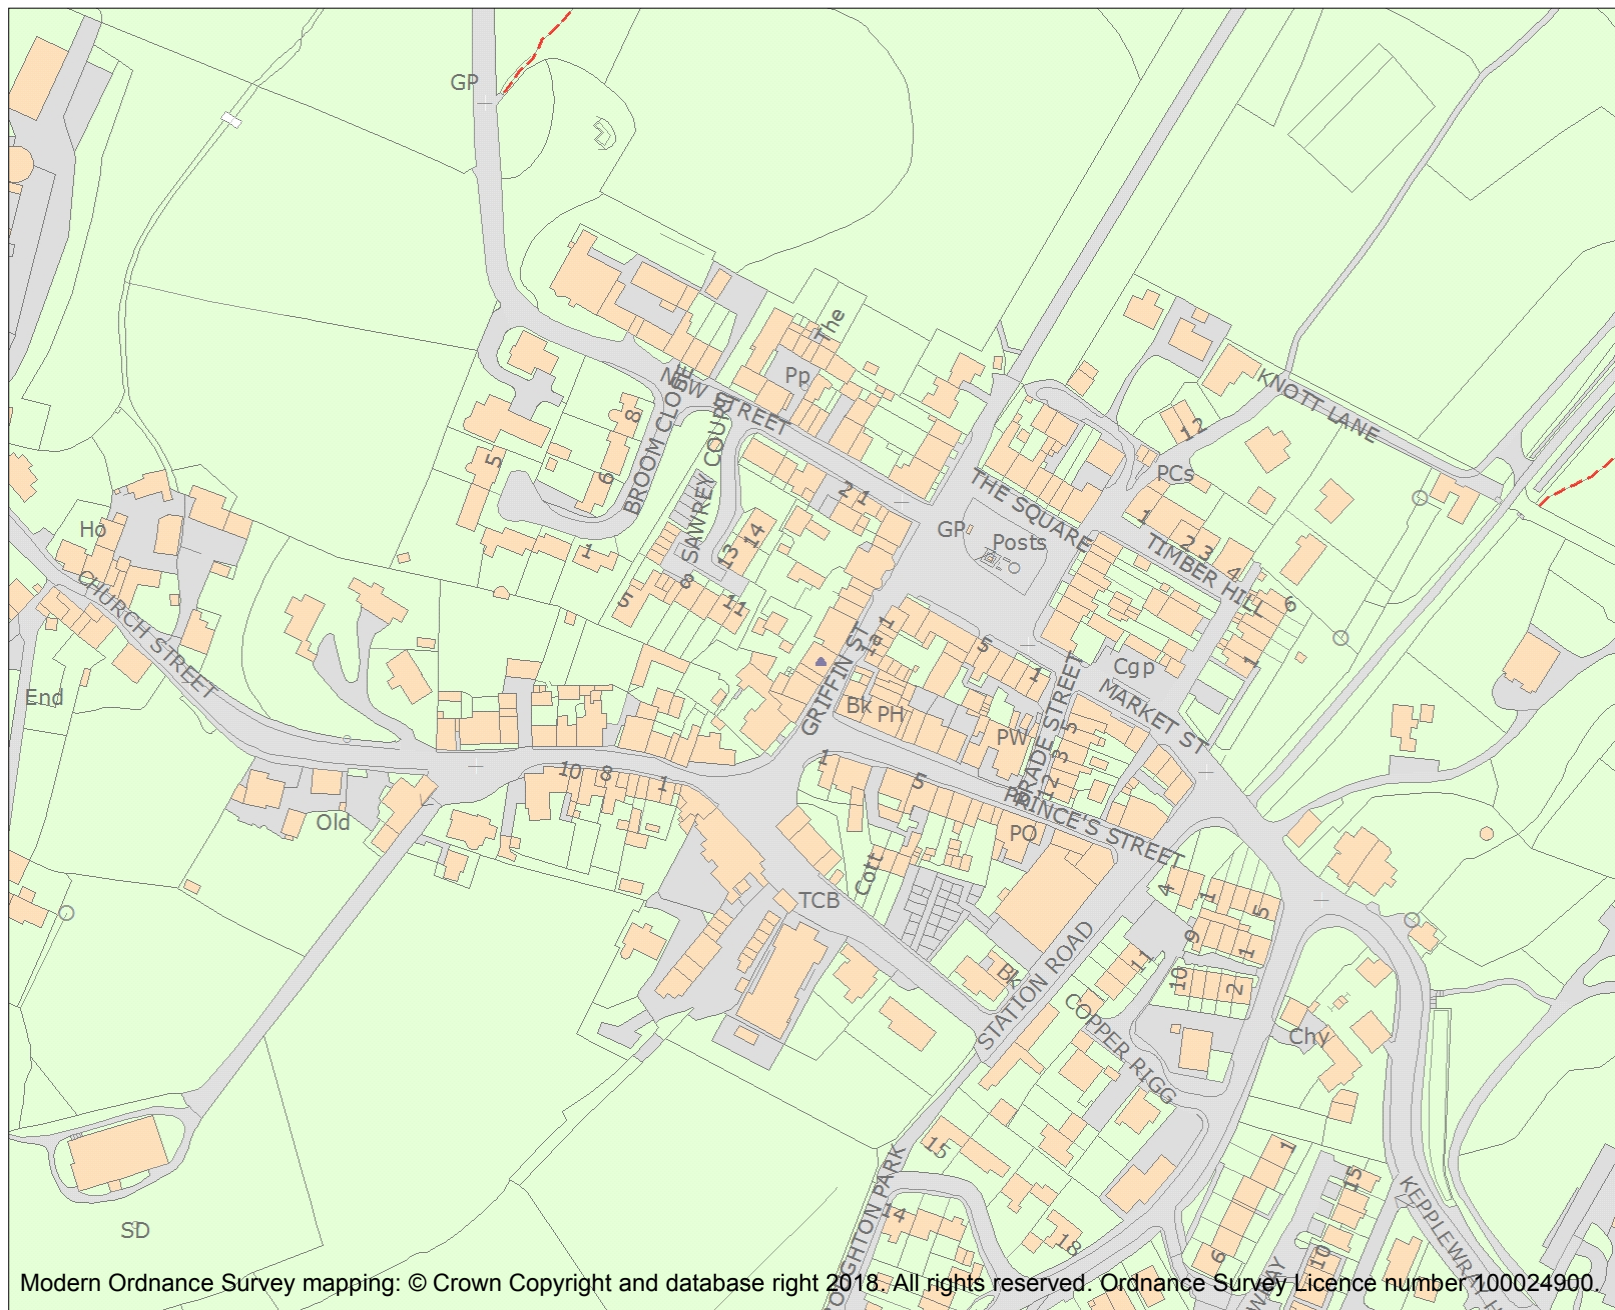 GP
The
Pp
NEW STREET
KNOTT LANE
BROOM CLOSE
8
5
6
1
SAWREY COURT
12
PCs
2 1
THE SQUARE
GP
Posts
1
2 3
4
TIMBER HILL
6
1
Ho
CHURCH STREET
13
14
8
5
11
1a 1
GRIFFIN ST
5
1
Cgp
MARKET ST
End
Bk
PH
PW
5
3
12
1
10
8
1
5
PRINCE'S STREET
PO
Old
TCB
Cott
4
1
5
9
1
11
10
2
Bk
STATION ROAD
COPPER RIGG
Chy
15
1
15
SD
14
18
6
10
KEPPLEWRAY
Modern Ordnance Survey mapping: © Crown Copyright and database right 2018. All rights reserved. Ordnance Survey Licence number 100024900.